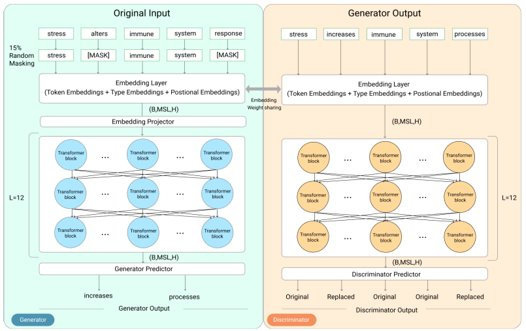 Original Input
stress alters immune system response
15%
Random
Masking
stress [MASK] immune system [MASK]
Embedding Layer
(Token Embeddings + Type Embeddings + Postional Embeddings)
(B,MSL,H)
Embedding Projector
L=12
Transformer block Transformer block Transformer block
... ...
Transformer block Transformer block Transformer block
... ...
Transformer block Transformer block Transformer block
... ...
(B,MSL,H)
Generator Predictor
increases processes
Generator Output
Generator
Embedding
Weight sharing
Generator Output
stress increases immune system processes
Embedding Layer
(Token Embeddings + Type Embeddings + Postional Embeddings)
(B,MSL,H)
Transformer block Transformer block Transformer block
... ...
Transformer block Transformer block Transformer block
... ...
Transformer block Transformer block Transformer block
... ...
L=12
(B,MSL,H)
Discriminator Predictor
Original Replaced Original Original Replaced
Discriminator Output
Discriminator